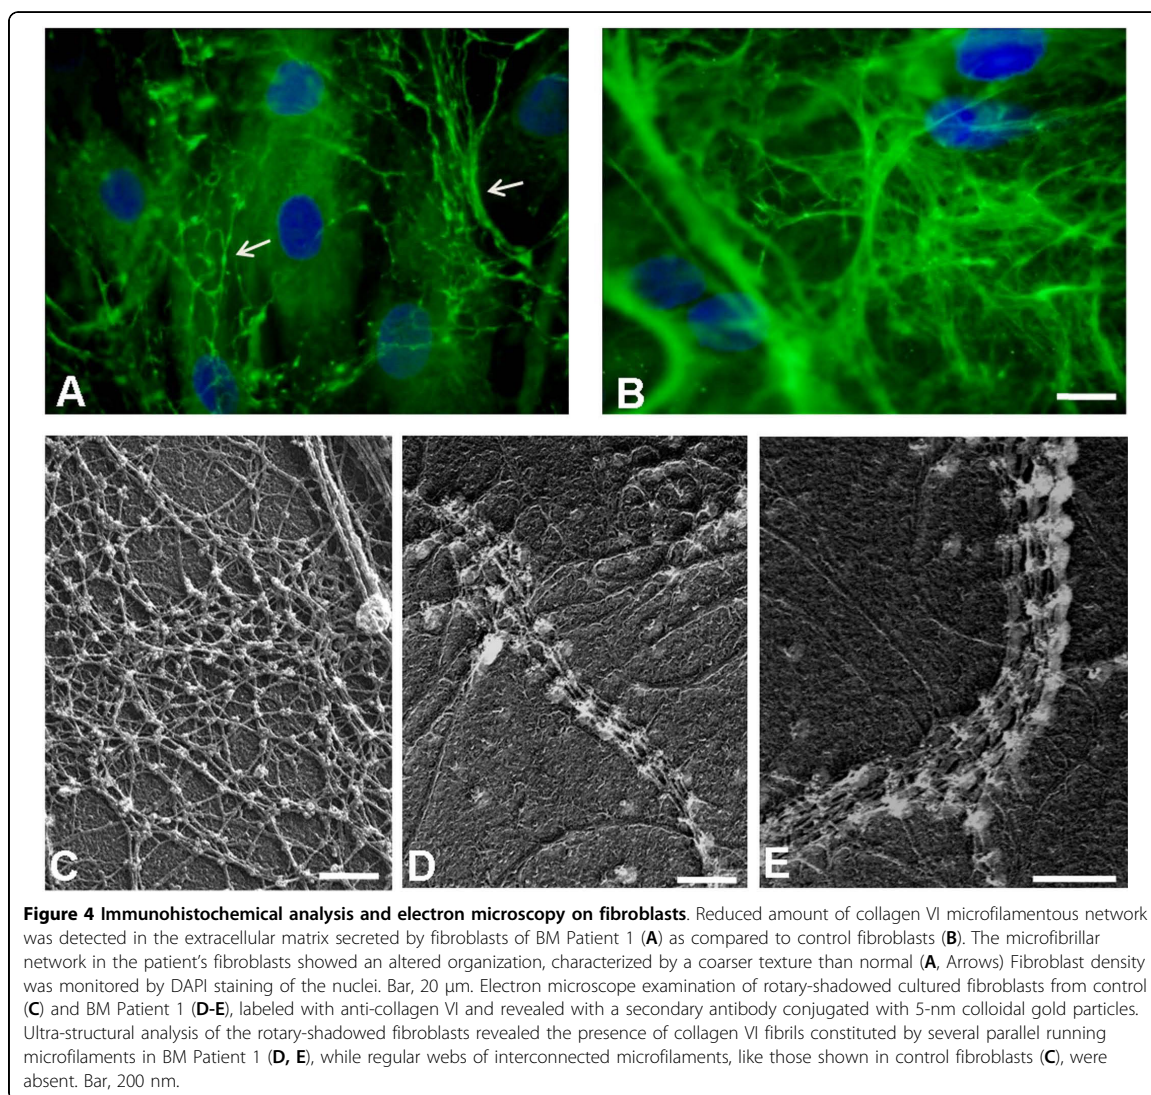 A
B
C
D
E
Figure 4 Immunohistochemical analysis and electron microscopy on fibroblasts. Reduced amount of collagen VI microfilamentous network
was detected in the extracellular matrix secreted by fibroblasts of BM Patient 1 (A) as compared to control fibroblasts (B). The microfibrillar
network in the patient's fibroblasts showed an altered organization, characterized by a coarser texture than normal (A, Arrows) Fibroblast density
was monitored by DAPI staining of the nuclei. Bar, 20 μm. Electron microscope examination of rotary-shadowed cultured fibroblasts from control
(C) and BM Patient 1 (D-E), labeled with anti-collagen VI and revealed with a secondary antibody conjugated with 5-nm colloidal gold particles.
Ultra-structural analysis of the rotary-shadowed fibroblasts revealed the presence of collagen VI fibrils constituted by several parallel running
microfilaments in BM Patient 1 (D, E), while regular webs of interconnected microfilaments, like those shown in control fibroblasts (C), were
absent. Bar, 200 nm.